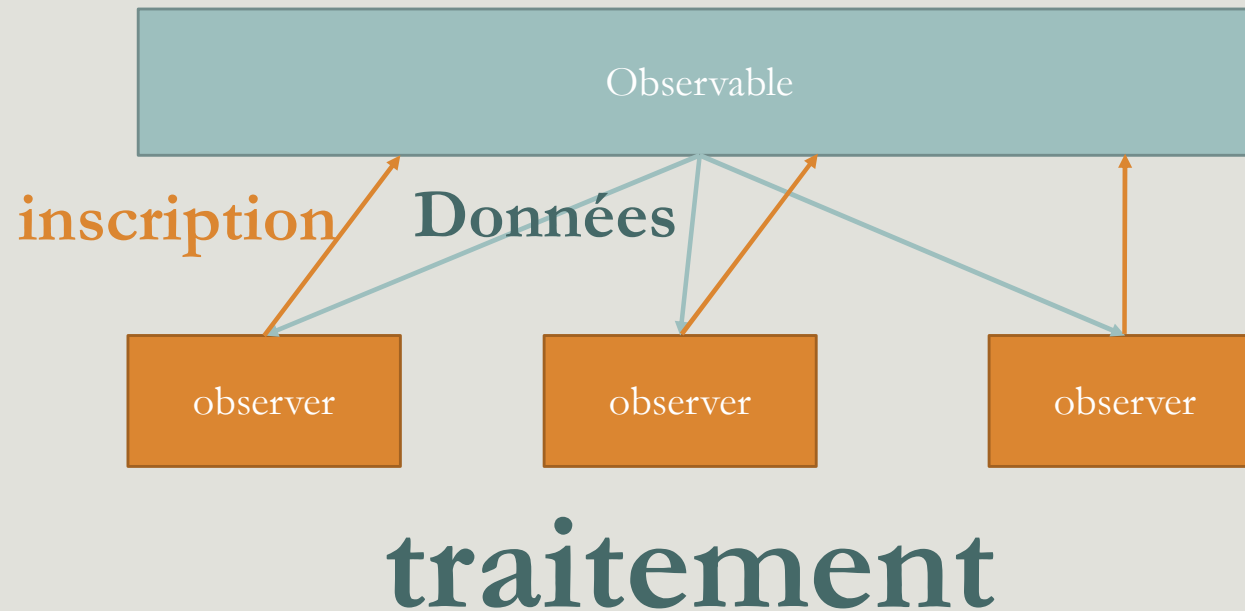 Observable
inscription Données
observer observer observer
traitement